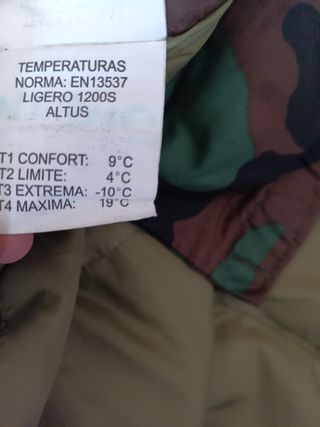 TEMPERATURAS
NORMA: EN13537
LIGERO 1200S
ALTUS
T1 CONFORT: 9°C
T2 LIMITE: 4°C
T3 EXTREMA: -10°C
T4 MAXIMA: 19°C